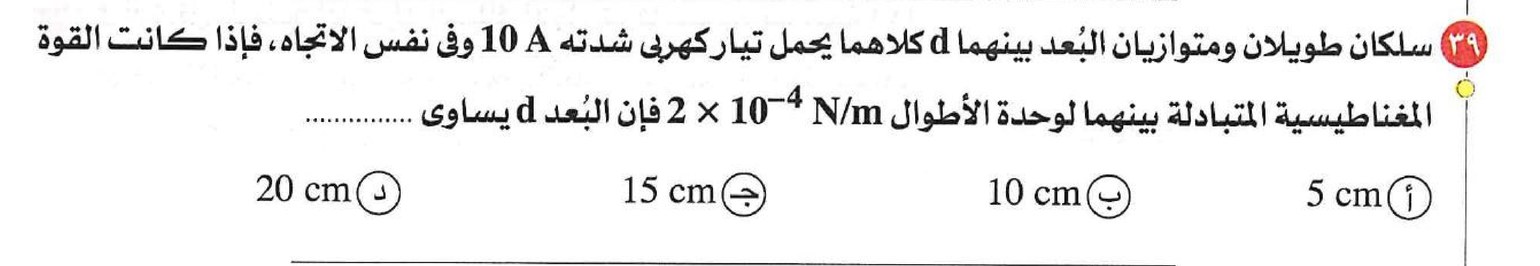 ٣٩ سلكان طويلان ومتوازيان البُعد بينهما d كلاهما يحمل تيار كهربى شدته 10 A وفى نفس الاتجاه، فإذا كانت القوة
المغناطيسية المتبادلة بينهما لوحدة الأطوال 2 × 10⁻⁴ N/m فإن البُعد d يساوى ...............
أ 5 cm ب 10 cm جـ 15 cm د 20 cm